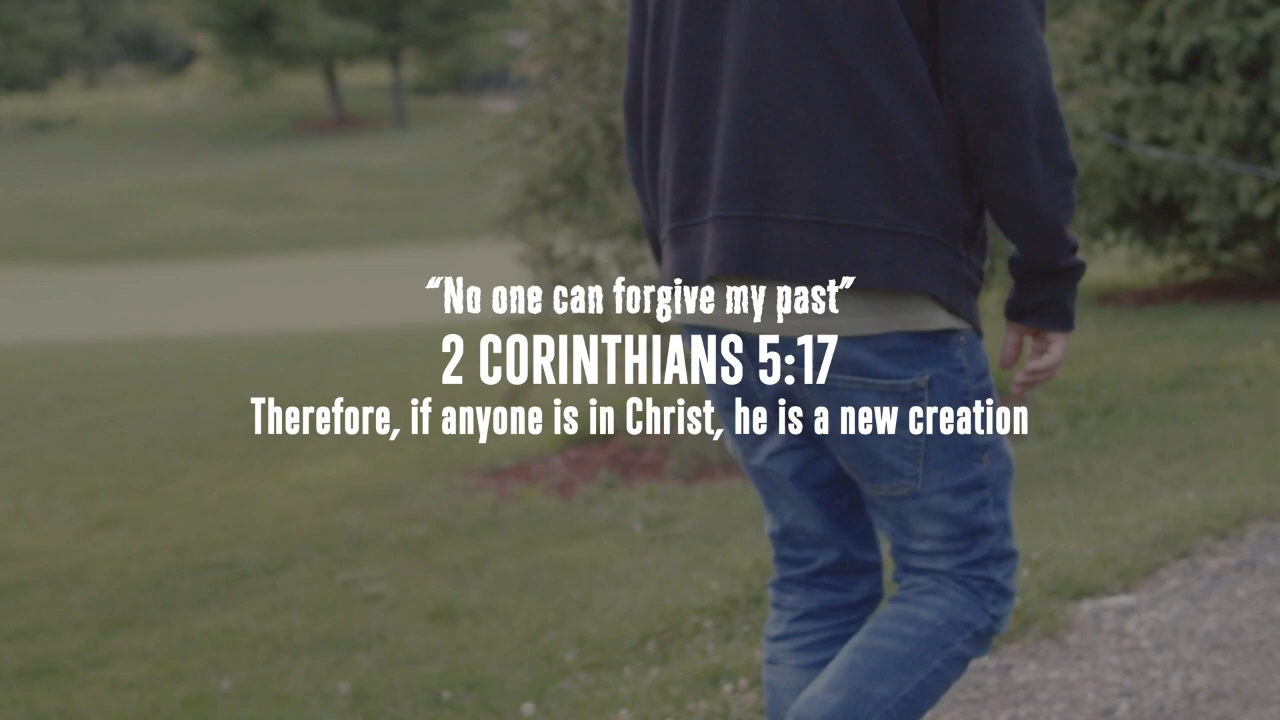 “No one can forgive my past”
2 CORINTHIANS 5:17
Therefore, if anyone is in Christ, he is a new creation